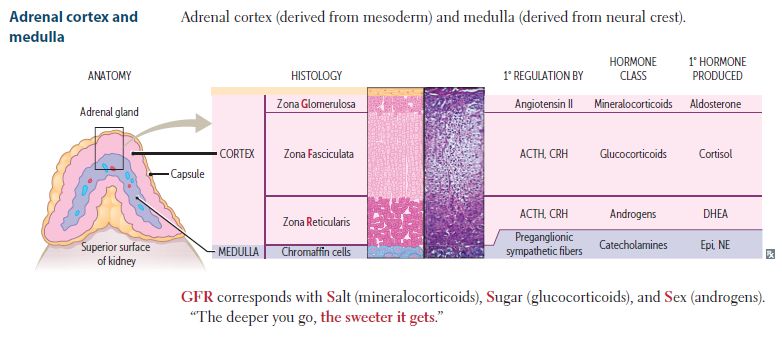 Adrenal cortex and
medulla
Adrenal cortex (derived from mesoderm) and medulla (derived from neural crest).
ANATOMY
HISTOLOGY
1° REGULATION BY
HORMONE
CLASS
1° HORMONE
PRODUCED
Adrenal gland
Capsule
Superior surface
of kidney
CORTEX
Zona Glomerulosa
Angiotensin II
Mineralocorticoids
Aldosterone
Zona Fasciculata
ACTH, CRH
Glucocorticoids
Cortisol
Zona Reticularis
ACTH, CRH
Androgens
DHEA
MEDULLA
Chromaffin cells
Preganglionic
sympathetic fibers
Catecholamines
Epi, NE
GFR corresponds with Salt (mineralocorticoids), Sugar (glucocorticoids), and Sex (androgens).
“The deeper you go, the sweeter it gets.”